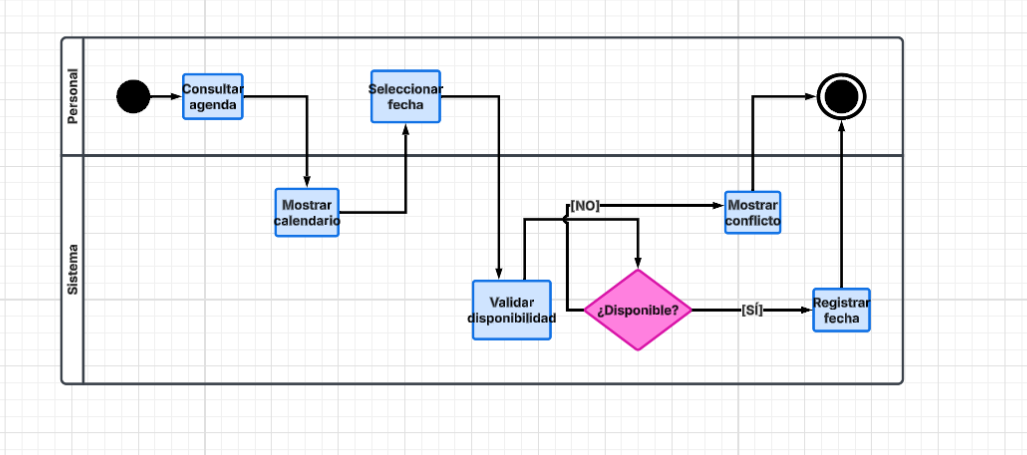 Personal
Consultar
agenda
Seleccionar
fecha
Sistema
Mostrar
calendario
[NO]
Mostrar
conflicto
Validar
disponibilidad
¿Disponible?
[SÍ]
Registrar
fecha